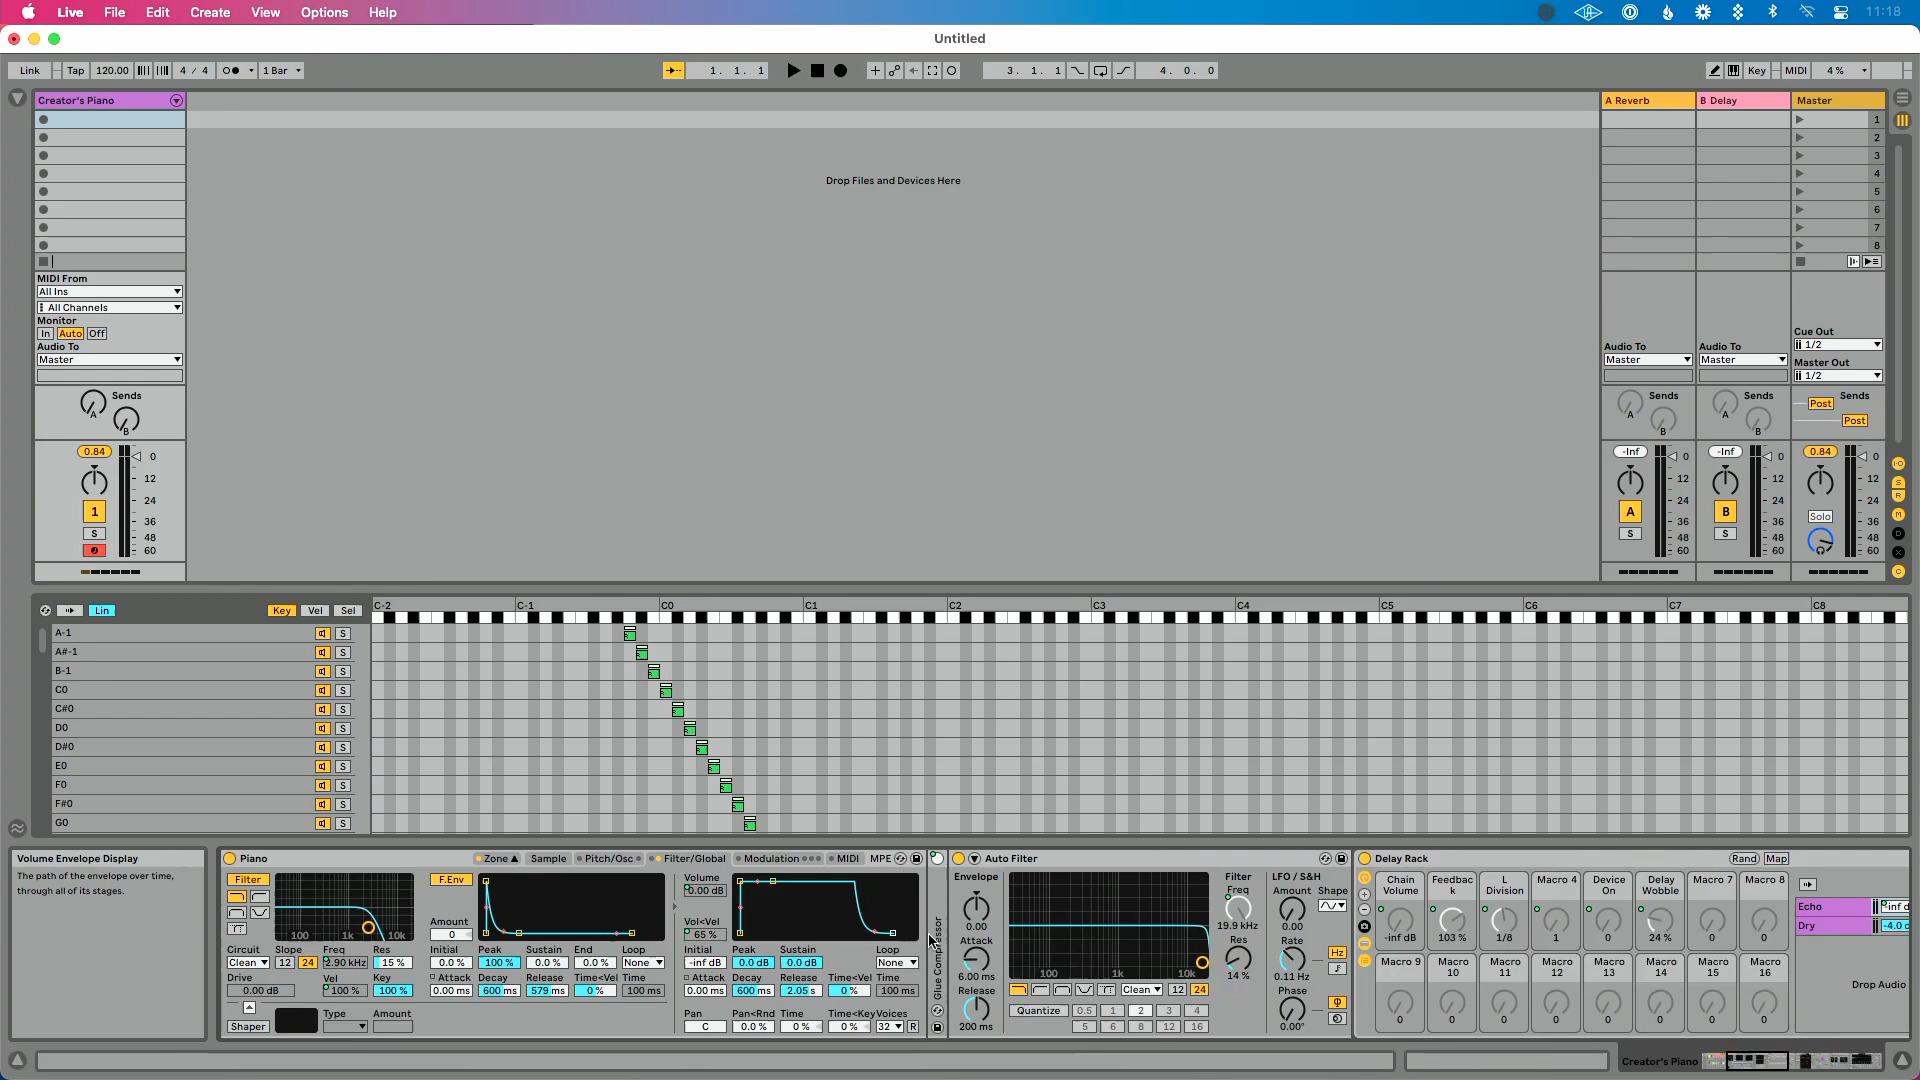 Live File Edit Create View Options Help 11:18
Untitled
Link Tap 120.00 4 / 4 1 Bar 1. 1. 1 3. 1. 1 4. 0. 0 Key MIDI 4 %
Creator's Piano A Reverb B Delay Master
1
2
3
Drop Files and Devices Here
4
5
6
7
8
MIDI From
All Ins
All Channels
Monitor
In Auto Off
Audio To
Master
Audio To
Master
Audio To
Master
Cue Out
1/2
Master Out
1/2
Sends A B
Sends A B
Sends A B
Post Sends Post
0.84 0 12 24 36 48 60 1 S
-Inf 0 12 24 36 48 60 A S
-Inf 0 12 24 36 48 60 B S
0.84 0 12 24 36 48 60 Solo
Lin Key Vel Sel C-2 C-1 C0 C1 C2 C3 C4 C5 C6 C7 C8
A-1 S
A#-1 S
B-1 S
C0 S
C#0 S
D0 S
D#0 S
E0 S
F0 S
F#0 S
G0 S
Volume Envelope Display
The path of the envelope over time,
through all of its stages.
Piano Zone Sample Pitch/Osc Filter/Global Modulation MIDI MPE
Filter F.Env Volume
0.00 dB
Amount
0
Vol<Vel
65 %
100 1k 10k
Circuit Slope Freq Res Initial Peak Sustain End Loop Initial Peak Sustain Loop
Clean 12 24 2.90 kHz 15 % 0.0 % 100 % 0.0 % 0.0 % None -inf dB 0.0 dB 0.0 dB None
Drive Vel Key Attack Decay Release Time<Vel Time Attack Decay Release Time<Vel Time
0.00 dB 100 % 100 % 0.00 ms 600 ms 579 ms 0 % 100 ms 0.00 ms 600 ms 2.05 s 0 % 100 ms
Type Amount Pan Pan<Rnd Time Time<Key Voices
Shaper C 0.0 % 0 % 0 % 32 R
Glue Compressor
Auto Filter
Envelope
0.00
Attack
6.00 ms
Release
200 ms
100 1k 10k
Clean 12 24
Quantize 0.5 1 2 3 4
5 6 8 12 16
Filter
Freq
19.9 kHz
Res
14 %
LFO / S&H
Amount Shape
0.00
Rate
0.11 Hz
Hz
Phase
0.00°
Delay Rack Rand Map
Chain Volume Feedbac k L Division Macro 4 Device On Delay Wobble Macro 7 Macro 8
-inf dB 103 % 1/8 1 0 24 % 0 0
Macro 9 Macro 10 Macro 11 Macro 12 Macro 13 Macro 14 Macro 15 Macro 16
0 0 0 0 0 0 0 0
Echo -inf d
Dry -4.0 d
Drop Audio
Creator's Piano